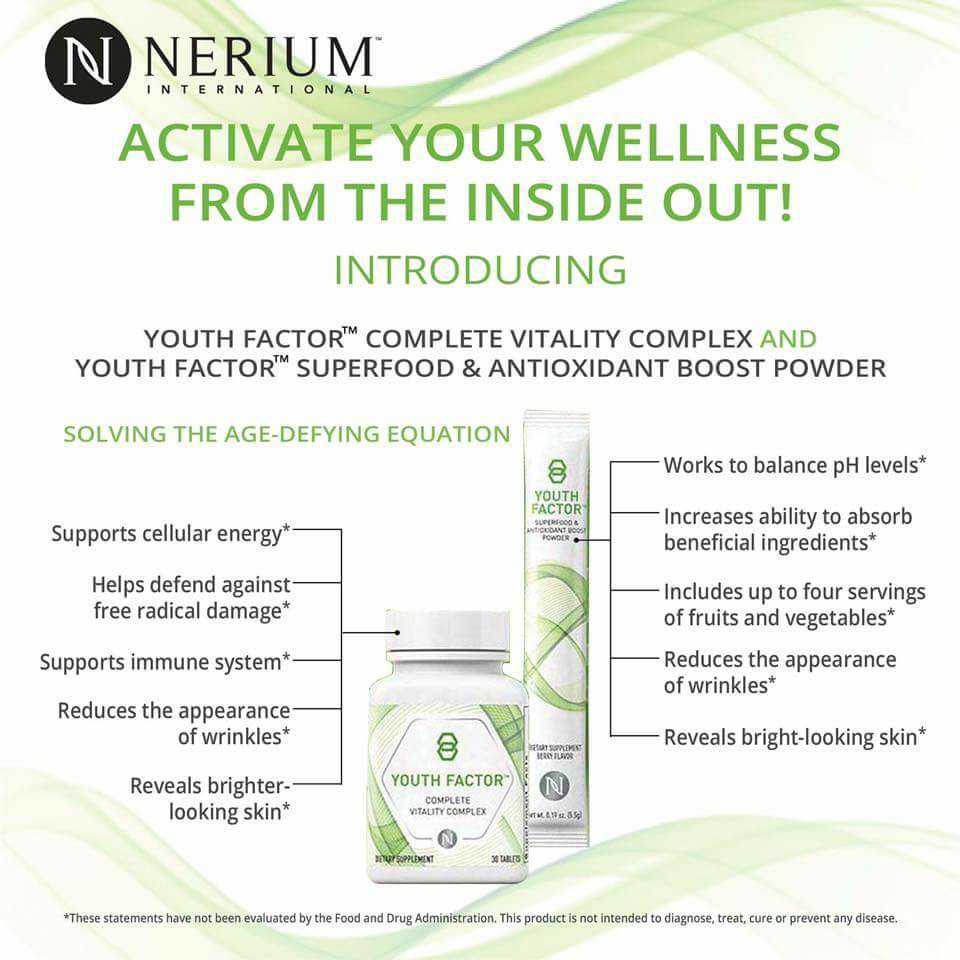 N NERIUM™
INTERNATIONAL
ACTIVATE YOUR WELLNESS
FROM THE INSIDE OUT!
INTRODUCING
YOUTH FACTOR™ COMPLETE VITALITY COMPLEX AND
YOUTH FACTOR™ SUPERFOOD & ANTIOXIDANT BOOST POWDER
SOLVING THE AGE-DEFYING EQUATION
Supports cellular energy*
Helps defend against
free radical damage*
Supports immune system*
Reduces the appearance
of wrinkles*
Reveals brighter-
looking skin*
YOUTH FACTOR™
COMPLETE
VITALITY COMPLEX
N
DIETARY SUPPLEMENT
30 TABLETS
YOUTH
FACTOR™
SUPERFOOD &
ANTIOXIDANT BOOST
POWDER
DIETARY SUPPLEMENT
BERRY FLAVOR
N
Net wt. 0.19 oz. (5.5g)
Supplement Facts
Works to balance pH levels*
Increases ability to absorb
beneficial ingredients*
Includes up to four servings
of fruits and vegetables*
Reduces the appearance
of wrinkles*
Reveals bright-looking skin*
*These statements have not been evaluated by the Food and Drug Administration. This product is not intended to diagnose, treat, cure or prevent any disease.